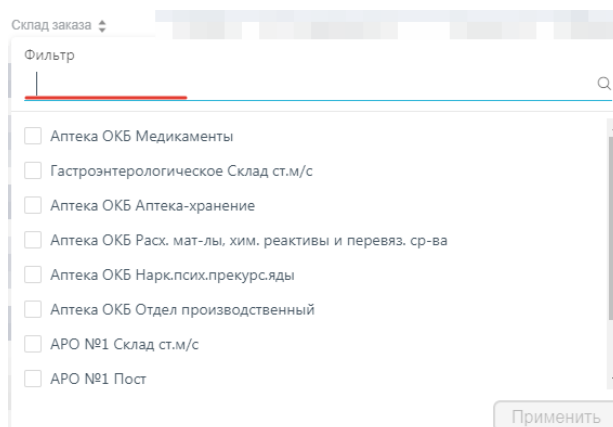 Склад заказа
Фильтр
Аптека ОКБ Медикаменты
Гастроэнтерологическое Склад ст.м/с
Аптека ОКБ Аптека-хранение
Аптека ОКБ Расх. мат-лы, хим. реактивы и перевяз. ср-ва
Аптека ОКБ Нарк.псих.прекурс.яды
Аптека ОКБ Отдел производственный
АРО №1 Склад ст.м/с
АРО №1 Пост
Применить